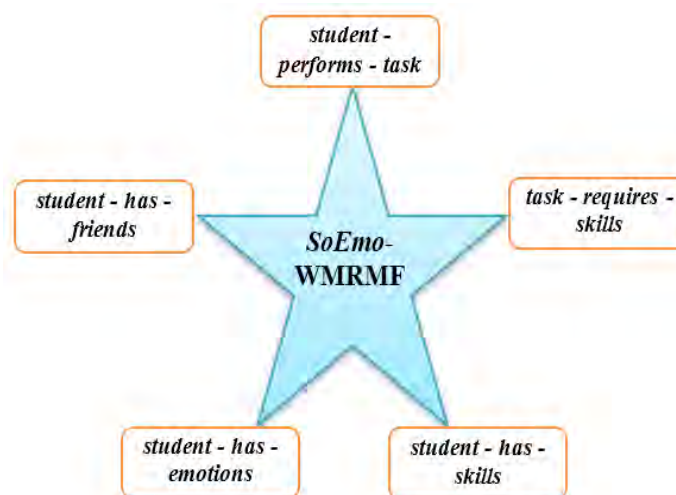 student -
performs - task
student - has -
friends
task - requires -
skills
SoEmo-
WMRMF
student - has -
emotions
student - has -
skills